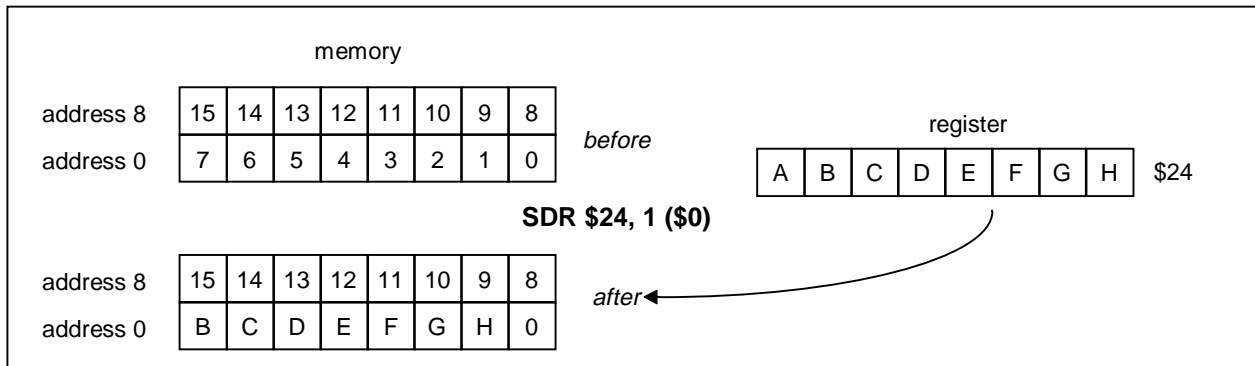 memory
address 8 15 14 13 12 11 10 9 8
address 0 7 6 5 4 3 2 1 0
before
register
A B C D E F G H $24
SDR $24, 1 ($0)
address 8 15 14 13 12 11 10 9 8
address 0 B C D E F G H 0
after